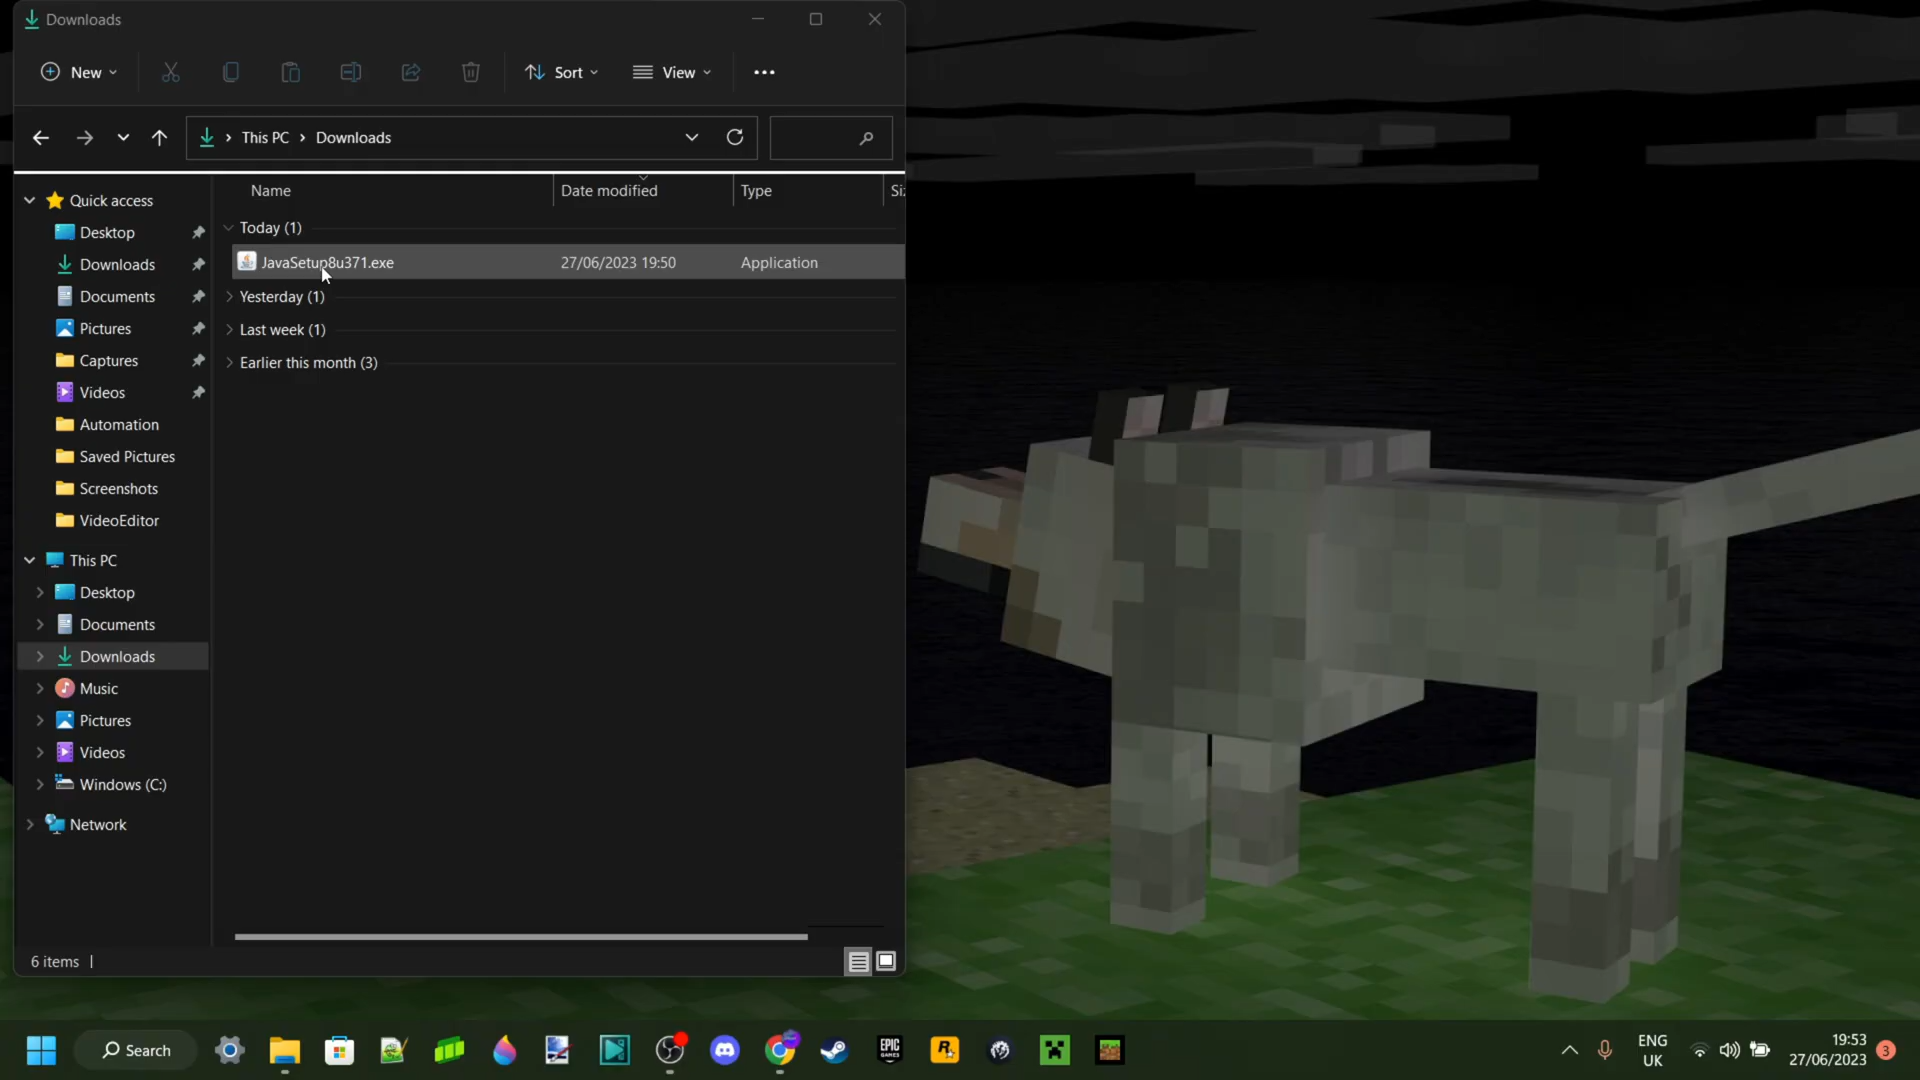 Downloads
New
Sort
View
This PC
Downloads
Name
Date modified
Type
Quick access
Desktop
Downloads
Documents
Pictures
Captures
Videos
Automation
Saved Pictures
Screenshots
VideoEditor
This PC
Desktop
Documents
Downloads
Music
Pictures
Videos
Windows (C:)
Network
Today (1)
JavaSetup8u371.exe 27/06/2023 19:50 Application
Yesterday (1)
Last week (1)
Earlier this month (3)
6 items
Search
EPIC GAMES
R
ENG
UK
19:53
27/06/2023
3